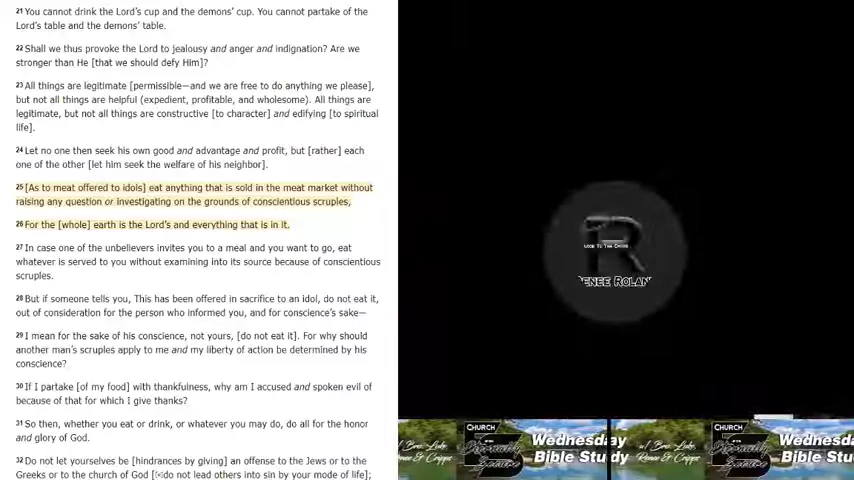 21 You cannot drink the Lord's cup and the demons' cup. You cannot partake of the
Lord's table and the demons' table.
22 Shall we thus provoke the Lord to jealousy and anger and indignation? Are we
stronger than He [that we should defy Him]?
23 All things are legitimate [permissible—and we are free to do anything we please],
but not all things are helpful (expedient, profitable, and wholesome). All things are
legitimate, but not all things are constructive [to character] and edifying [to spiritual
life].
24 Let no one then seek his own good and advantage and profit, but [rather] each
one of the other [let him seek the welfare of his neighbor].
25 [As to meat offered to idols] eat anything that is sold in the meat market without
raising any question or investigating on the grounds of conscientious scruples,
26 For the [whole] earth is the Lord's and everything that is in it.
27 In case one of the unbelievers invites you to a meal and you want to go, eat
whatever is served to you without examining into its source because of conscientious
scruples.
28 But if someone tells you, This has been offered in sacrifice to an idol, do not eat it,
out of consideration for the person who informed you, and for conscience's sake—
29 I mean for the sake of his conscience, not yours, [do not eat it]. For why should
another man's scruples apply to me and my liberty of action be determined by his
conscience?
30 If I partake [of my food] with thankfulness, why am I accused and spoken evil of
because of that for which I give thanks?
31 So then, whether you eat or drink, or whatever you may do, do all for the honor
and glory of God.
32 Do not let yourselves be [hindrances by giving] an offense to the Jews or to the
Greeks or to the church of God [do not lead others into sin by your mode of life];
R
ENEE ROLAN
Renee & Cripps
CHURCH
Wednesday
Bible Study
w/ Bro. Luke,
Renee & Cripps
CHURCH
Wednes
Bible Stu